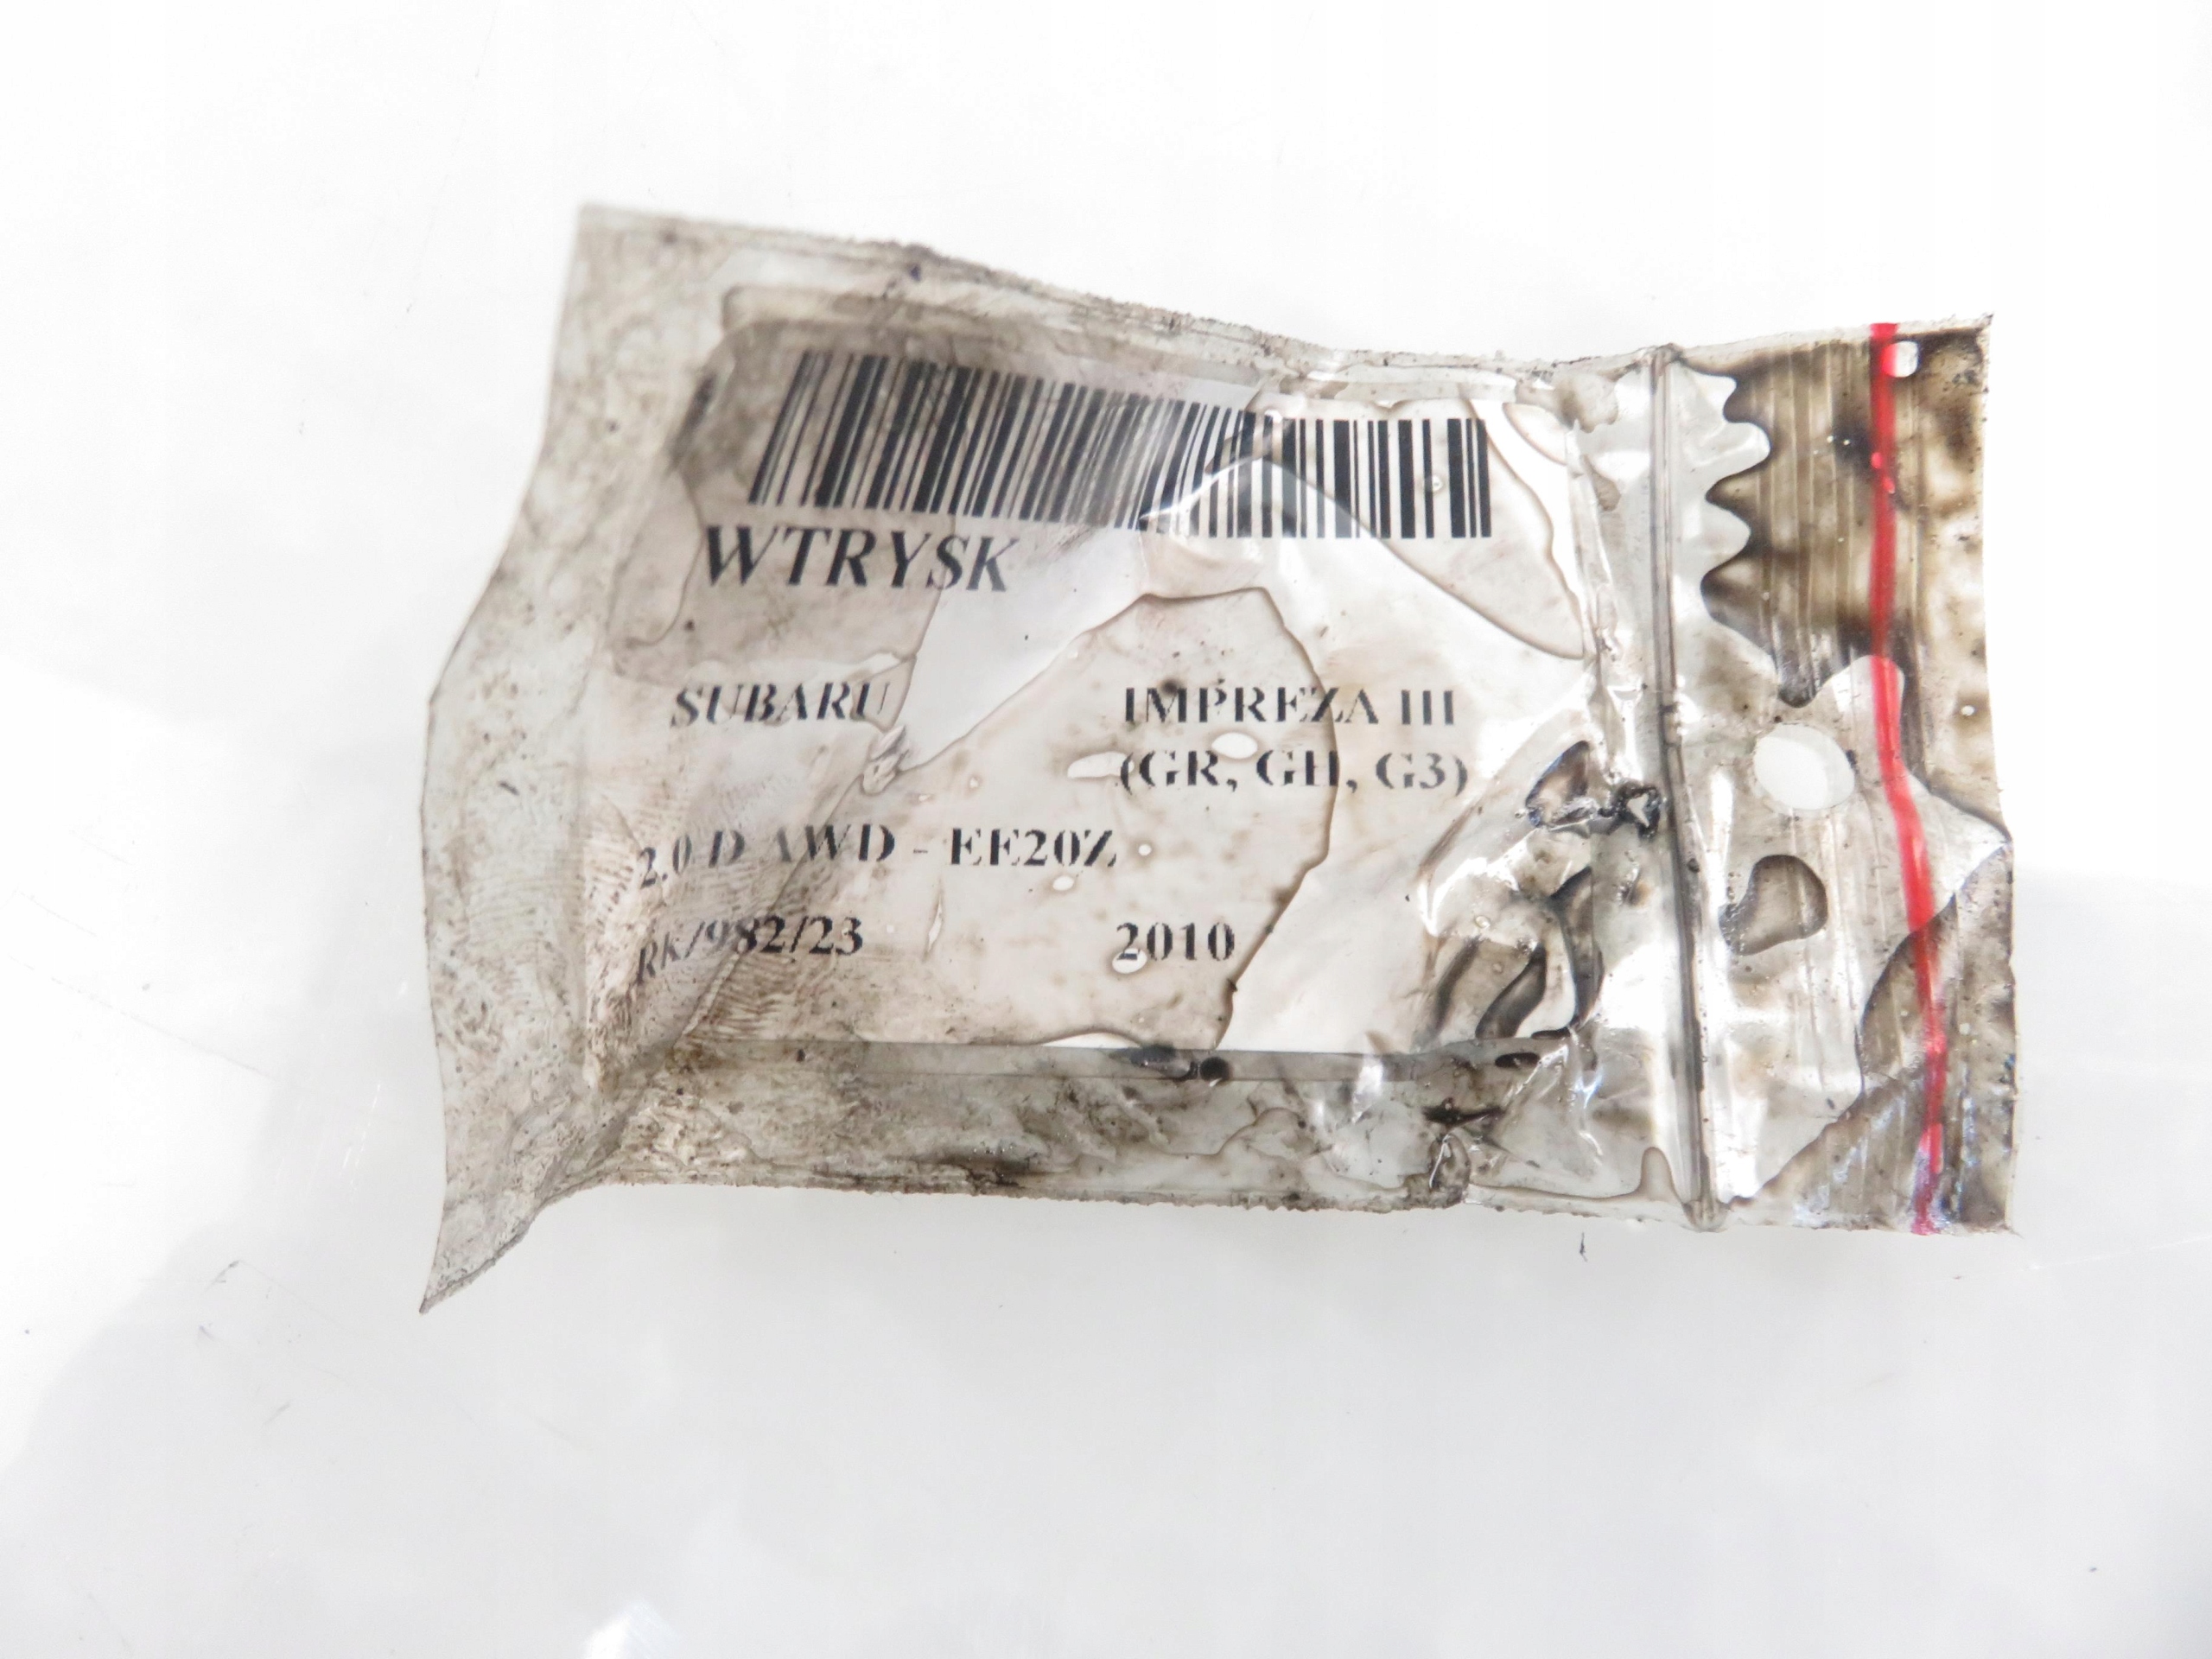 WTRYSK
SUBARU IMPREZA III
(GR, GH, G3)
2.0 D AWD - EE20Z
RK/982/23 2010